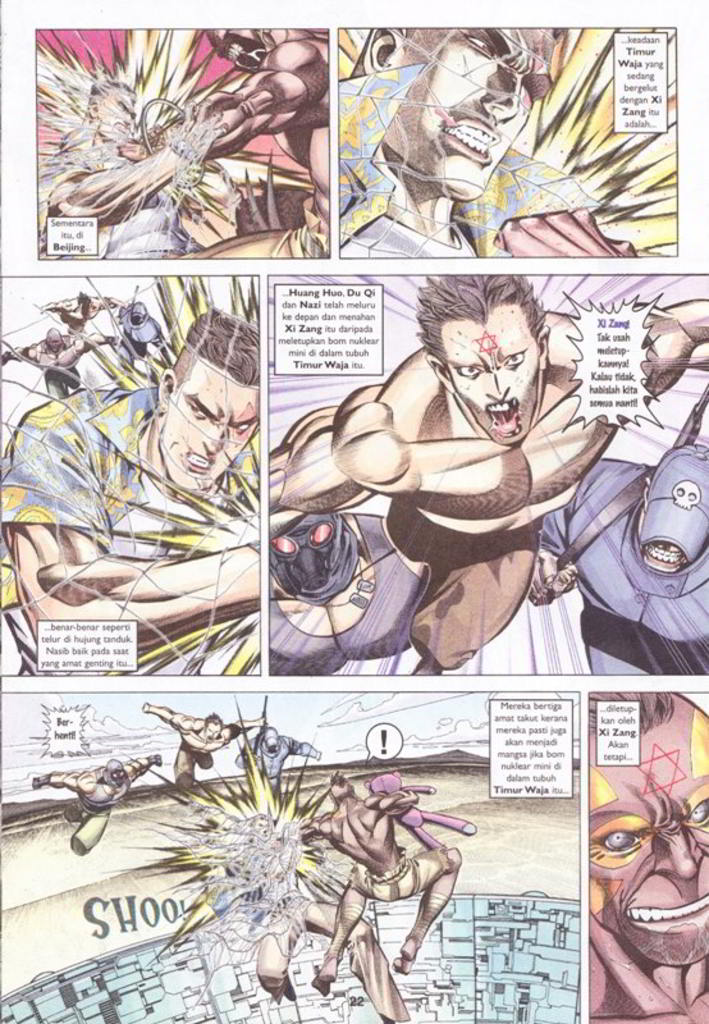 Sementara
itu, di
Beijing..
...keadaan
Timur
Waja yang
sedang
bergelut
dengan Xi
Zang itu
adalah...
...benar-benar seperti
telur di hujung tanduk.
Nasib baik pada saat
yang amat genting itu...
...Huang Huo, Du Qi
dan Nazi telah meluru
ke depan dan menahan
Xi Zang itu daripada
meletupkan bom nuklear
mini di dalam tubuh
Timur Waja itu.
Xi Zang!
Tak usah
meletup-
kannya!
Kalau tidak,
habislah kita
semua nanti!
Ber-
henti!
!
Mereka bertiga
amat takut kerana
mereka pasti juga
akan menjadi
mangsa jika bom
nuklear mini di
dalam tubuh
Timur Waja itu...
SHOO!
...diletup-
kan oleh
Xi Zang.
Akan
tetapi...
22